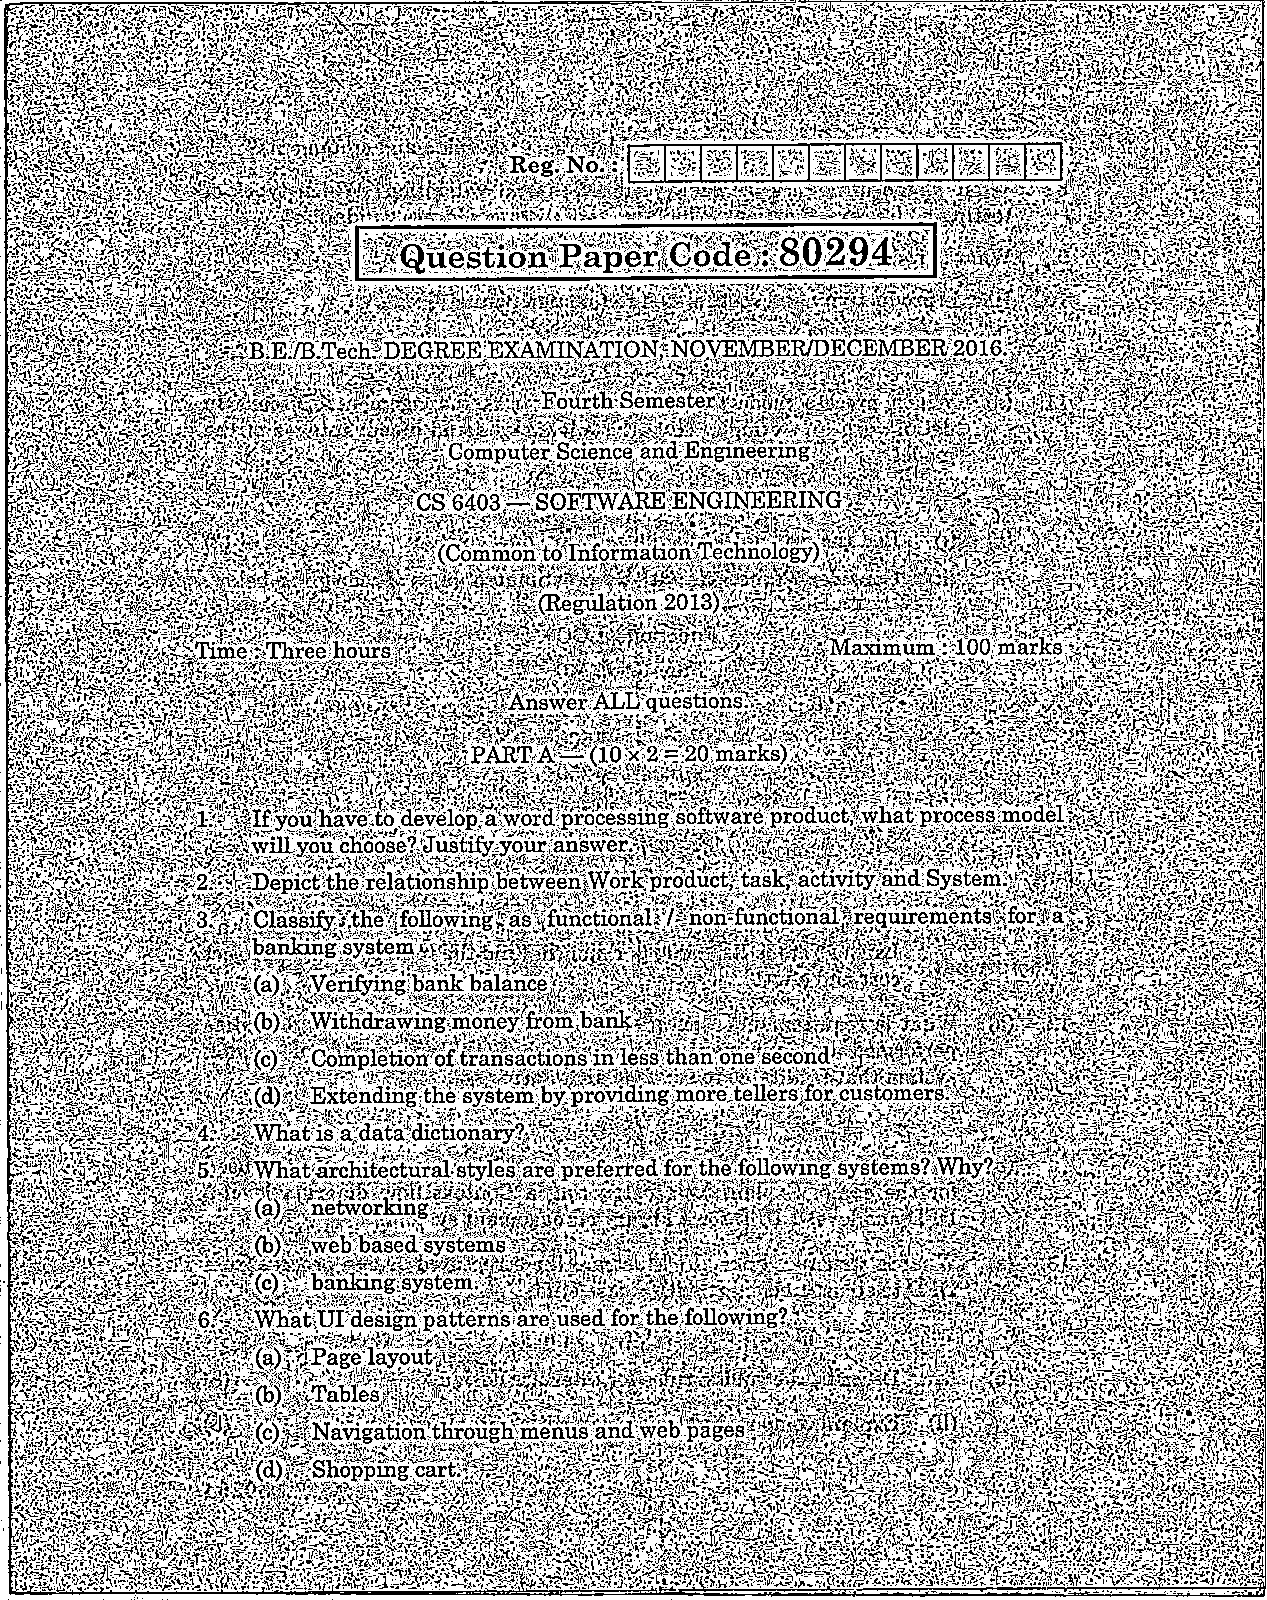 Reg. No. :
Question Paper Code : 80294
B.E./B.Tech. DEGREE EXAMINATION, NOVEMBER/DECEMBER 2016.
Fourth Semester
Computer Science and Engineering
CS 6403 — SOFTWARE ENGINEERING
(Common to Information Technology)
(Regulation 2013)
Time : Three hours Maximum : 100 marks
Answer ALL questions.
PART A — (10 × 2 = 20 marks)
1. If you have to develop a word processing software product, what process model
will you choose? Justify your answer.
2. Depict the relationship between Work product, task, activity and System.
3. Classify the following as functional / non-functional requirements for a
banking system
(a) Verifying bank balance
(b) Withdrawing money from bank
(c) Completion of transactions in less than one second
(d) Extending the system by providing more tellers for customers.
4. What is a data dictionary?
5. What architectural styles are preferred for the following systems? Why?
(a) networking
(b) web based systems
(c) banking system.
6. What UI design patterns are used for the following?
(a) Page layout
(b) Tables
(c) Navigation through menus and web pages
(d) Shopping cart.